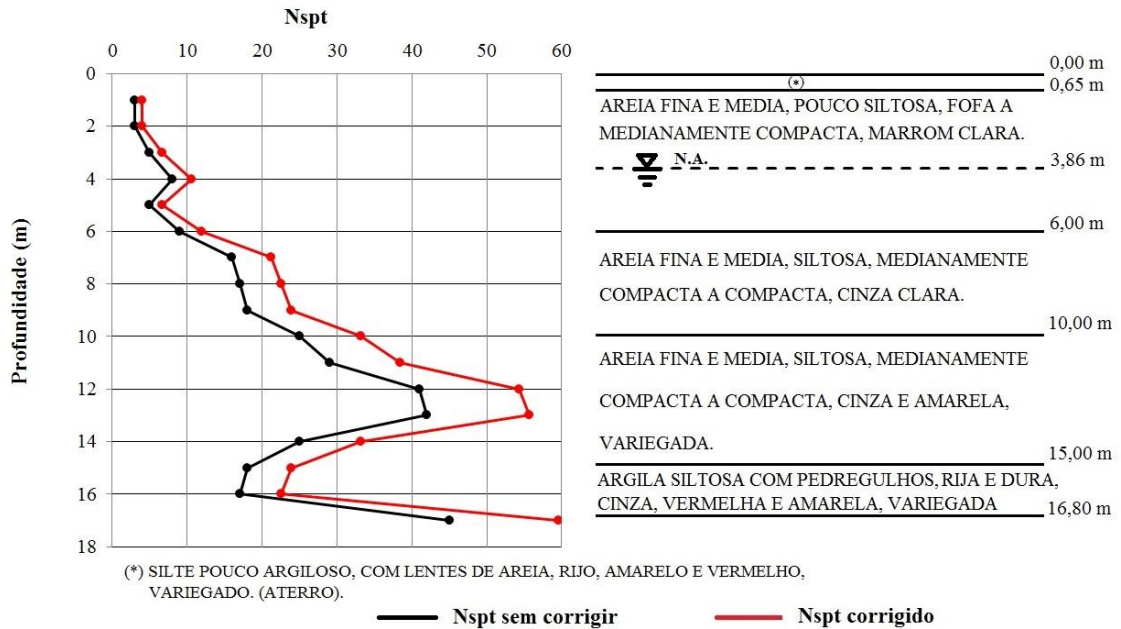 Nspt
0 10 20 30 40 50 60
Profundidade (m)
0
2
4
6
8
10
12
14
16
18
0,00 m
(*)
0,65 m
AREIA FINA E MEDIA, POUCO SILTOSA, FOFA A
MEDIANAMENTE COMPACTA, MARROM CLARA.
N.A.
3,86 m
6,00 m
AREIA FINA E MEDIA, SILTOSA, MEDIANAMENTE
COMPACTA A COMPACTA, CINZA CLARA.
10,00 m
AREIA FINA E MEDIA, SILTOSA, MEDIANAMENTE
COMPACTA A COMPACTA, CINZA E AMARELA,
VARIEGADA.
15,00 m
ARGILA SILTOSA COM PEDREGULHOS, RIJA E DURA,
CINZA, VERMELHA E AMARELA, VARIEGADA
16,80 m
(*) SILTE POUCO ARGILOSO, COM LENTES DE AREIA, RIJO, AMARELO E VERMELHO,
VARIEGADO. (ATERRO).
Nspt sem corrigir
Nspt corrigido